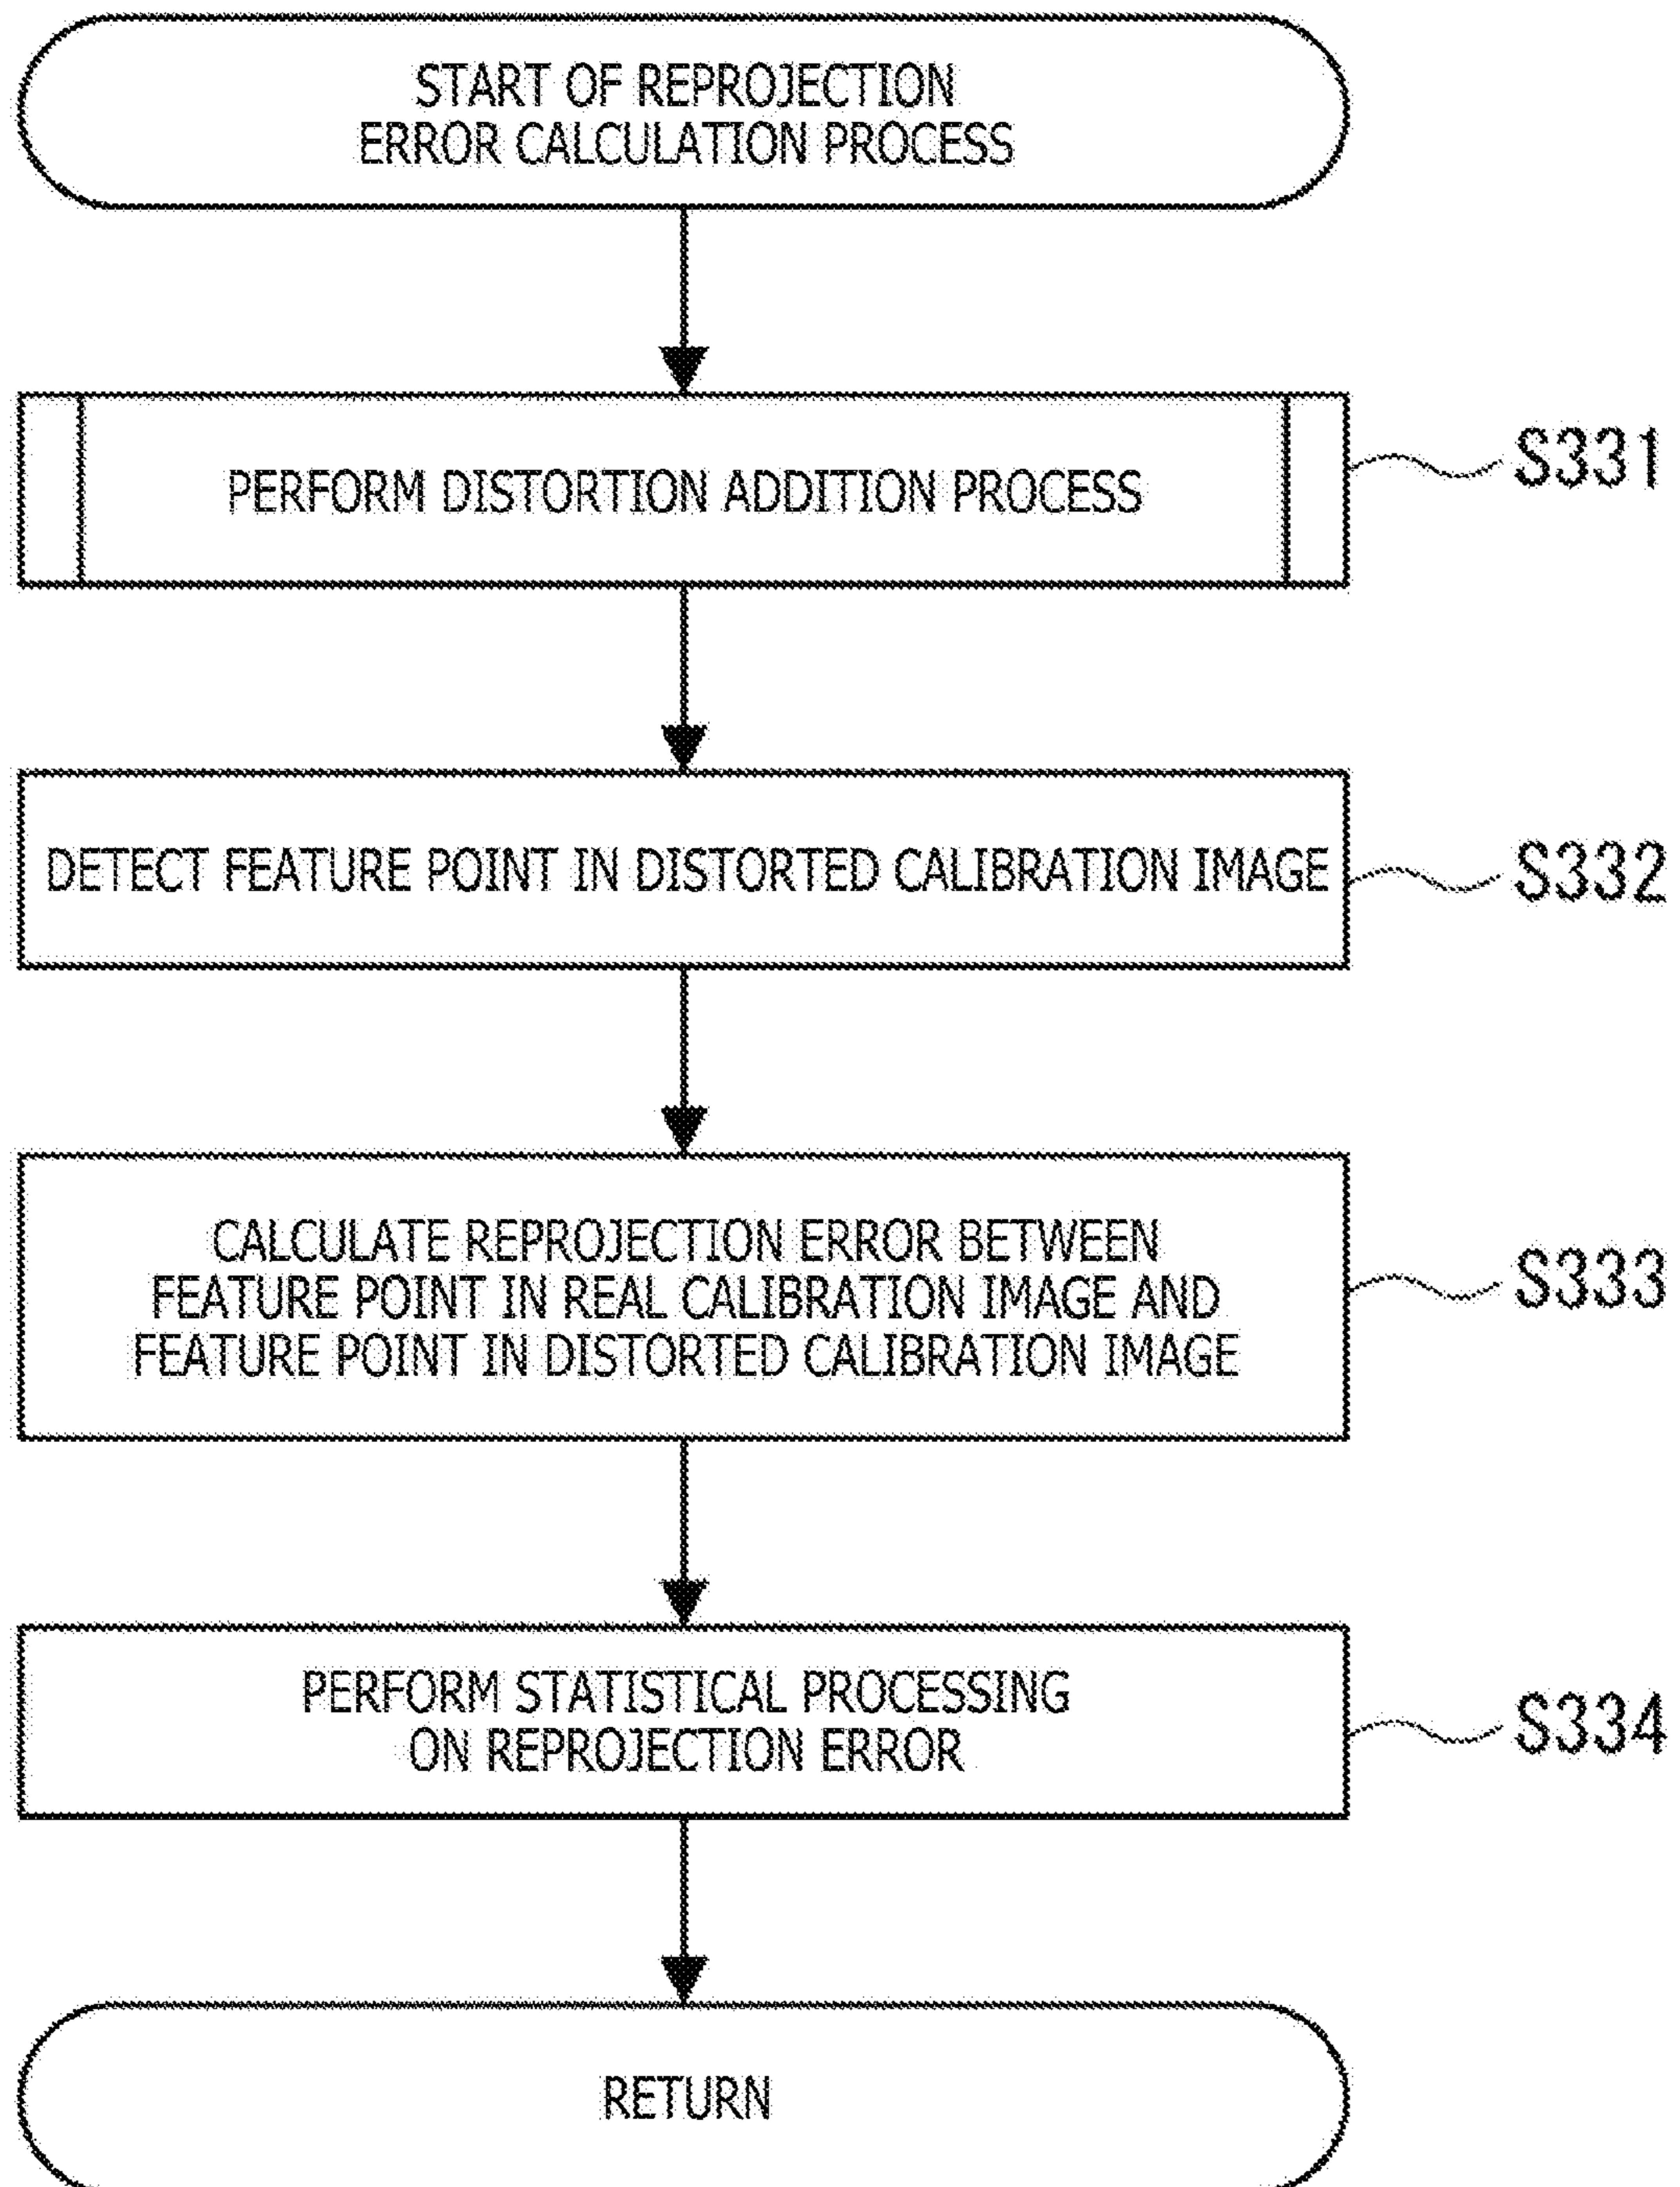 START OF REPROJECTION
ERROR CALCULATION PROCESS
PERFORM DISTORTION ADDITION PROCESS
S331
DETECT FEATURE POINT IN DISTORTED CALIBRATION IMAGE
S332
CALCULATE REPROJECTION ERROR BETWEEN
FEATURE POINT IN REAL CALIBRATION IMAGE AND
FEATURE POINT IN DISTORTED CALIBRATION IMAGE
S333
PERFORM STATISTICAL PROCESSING
ON REPROJECTION ERROR
S334
RETURN